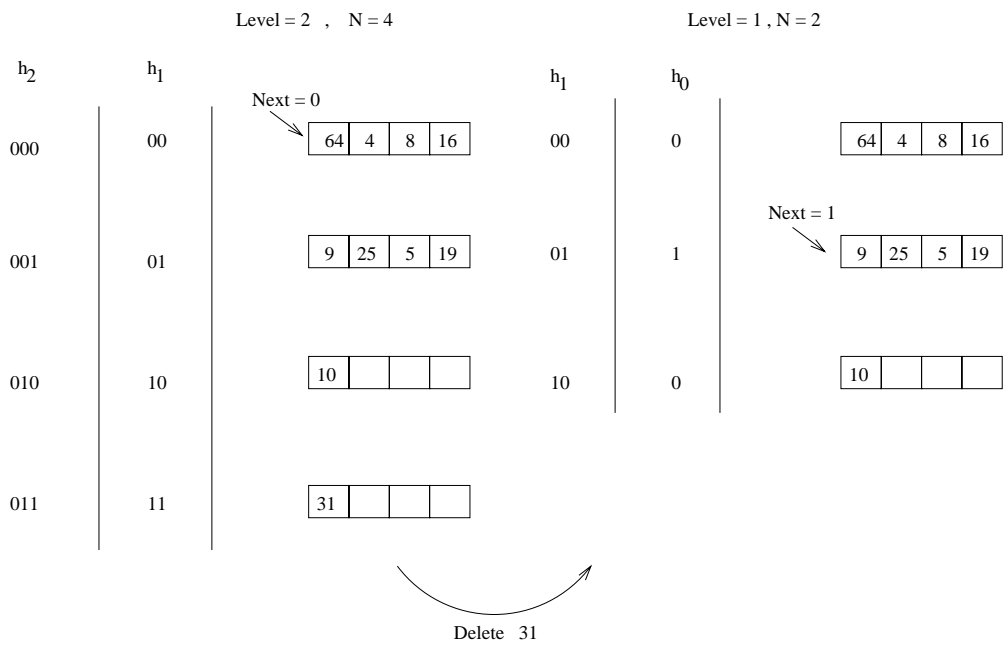 Level = 2 , N = 4 Level = 1 , N = 2
h2 h1 h1 h0
Next = 0
000 00 64 4 8 16 00 0 64 4 8 16
Next = 1
001 01 9 25 5 19 01 1 9 25 5 19
010 10 10 10 0 10
011 11 31
Delete 31